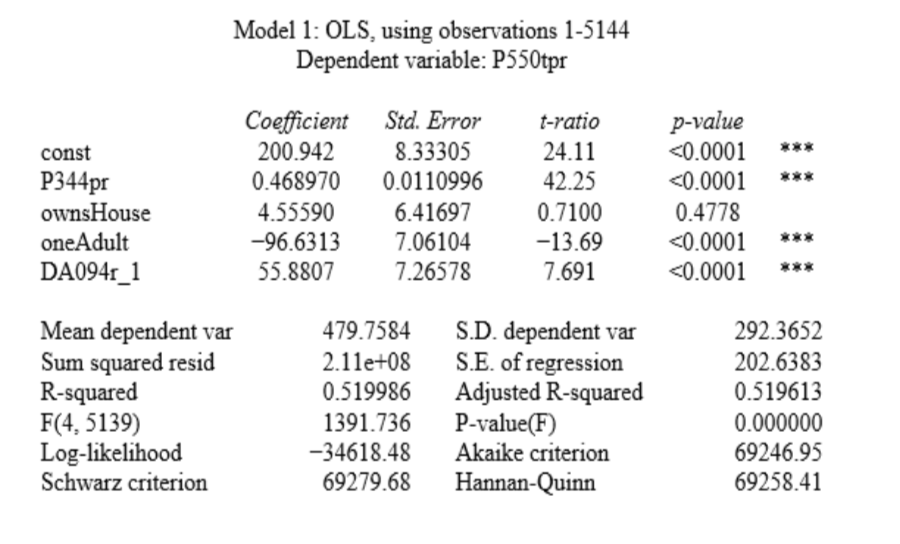 Model 1: OLS, using observations 1-5144
Dependent variable: P550tpr
Coefficient Std. Error t-ratio p-value
const 200.942 8.33305 24.11 <0.0001 ***
P344pr 0.468970 0.0110996 42.25 <0.0001 ***
ownsHouse 4.55590 6.41697 0.7100 0.4778
oneAdult −96.6313 7.06104 −13.69 <0.0001 ***
DA094r_1 55.8807 7.26578 7.691 <0.0001 ***
Mean dependent var 479.7584 S.D. dependent var 292.3652
Sum squared resid 2.11e+08 S.E. of regression 202.6383
R-squared 0.519986 Adjusted R-squared 0.519613
F(4, 5139) 1391.736 P-value(F) 0.000000
Log-likelihood −34618.48 Akaike criterion 69246.95
Schwarz criterion 69279.68 Hannan-Quinn 69258.41